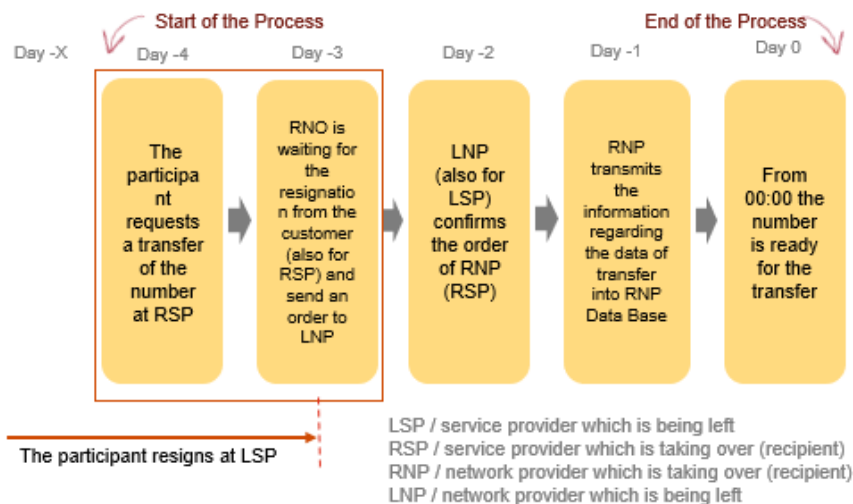 Start of the Process
End of the Process
Day -X
Day -4
Day -3
Day -2
Day -1
Day 0
The
participa
nt
requests
a transfer
of the
number
at RSP
RNO is
waiting for
the
resignatio
n from the
customer
(also for
RSP) and
send an
order to
LNP
LNP
(also for
LSP)
confirms
the order
of RNP
(RSP)
RNP
transmits
the
information
regarding
the data of
transfer
into RNP
Data Base
From
00:00 the
number
is ready
for the
transfer
The participant resigns at LSP
LSP / service provider which is being left
RSP / service provider which is taking over (recipient)
RNP / network provider which is taking over (recipient)
LNP / network provider which is being left